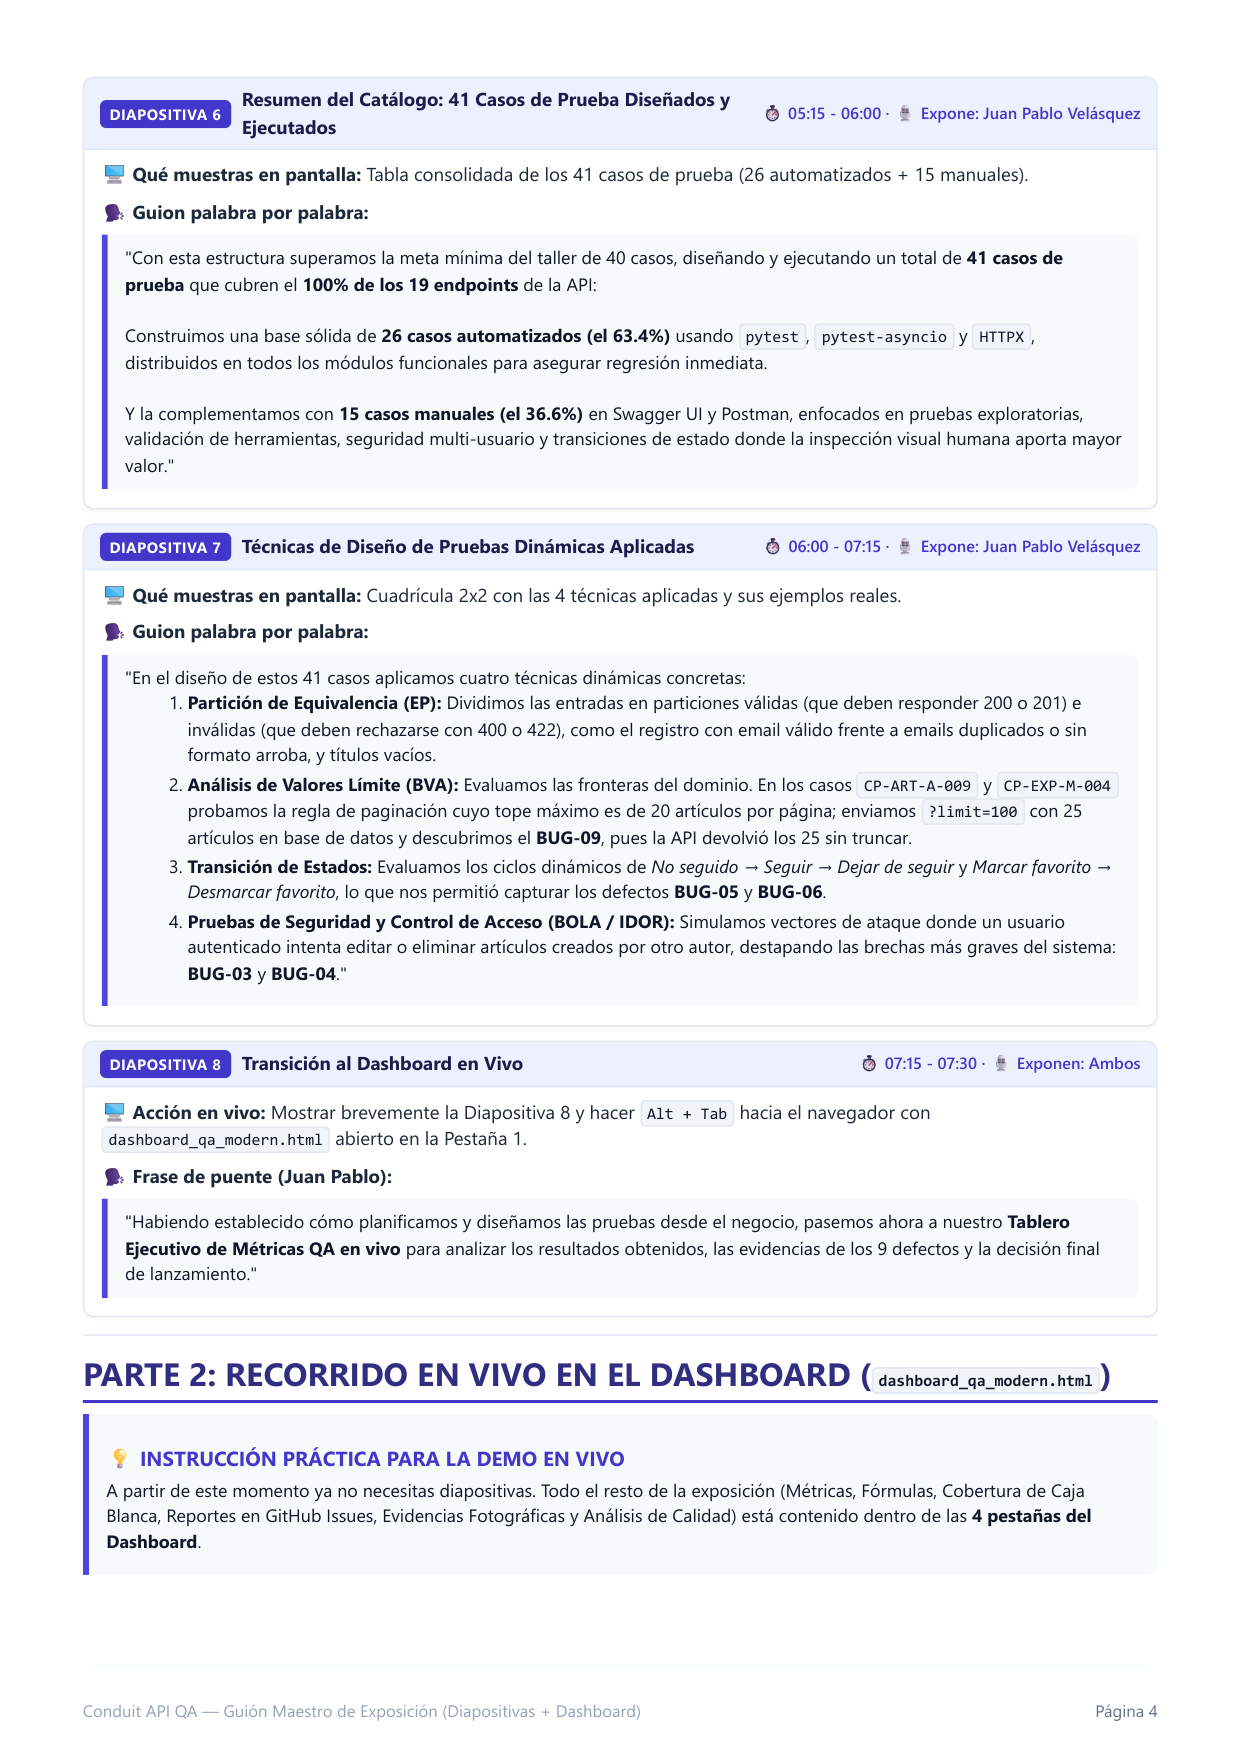 DIAPOSITIVA 6
Resumen del Catálogo: 41 Casos de Prueba Diseñados y
Ejecutados
05:15 - 06:00 · Expone: Juan Pablo Velásquez
Qué muestras en pantalla: Tabla consolidada de los 41 casos de prueba (26 automatizados + 15 manuales).
Guion palabra por palabra:
"Con esta estructura superamos la meta mínima del taller de 40 casos, diseñando y ejecutando un total de 41 casos de
prueba que cubren el 100% de los 19 endpoints de la API:
Construimos una base sólida de 26 casos automatizados (el 63.4%) usando pytest, pytest-asyncio y HTTPX,
distribuidos en todos los módulos funcionales para asegurar regresión inmediata.
Y la complementamos con 15 casos manuales (el 36.6%) en Swagger UI y Postman, enfocados en pruebas exploratorias,
validación de herramientas, seguridad multi-usuario y transiciones de estado donde la inspección visual humana aporta mayor
valor."
DIAPOSITIVA 7
Técnicas de Diseño de Pruebas Dinámicas Aplicadas
06:00 - 07:15 · Expone: Juan Pablo Velásquez
Qué muestras en pantalla: Cuadrícula 2x2 con las 4 técnicas aplicadas y sus ejemplos reales.
Guion palabra por palabra:
"En el diseño de estos 41 casos aplicamos cuatro técnicas dinámicas concretas:
1. Partición de Equivalencia (EP): Dividimos las entradas en particiones válidas (que deben responder 200 o 201) e
inválidas (que deben rechazarse con 400 o 422), como el registro con email válido frente a emails duplicados o sin
formato arroba, y títulos vacíos.
2. Análisis de Valores Límite (BVA): Evaluamos las fronteras del dominio. En los casos CP-ART-A-009 y CP-EXP-M-004
probamos la regla de paginación cuyo tope máximo es de 20 artículos por página; enviamos ?limit=100 con 25
artículos en base de datos y descubrimos el BUG-09, pues la API devolvió los 25 sin truncar.
3. Transición de Estados: Evaluamos los ciclos dinámicos de No seguido → Seguir → Dejar de seguir y Marcar favorito →
Desmarcar favorito, lo que nos permitió capturar los defectos BUG-05 y BUG-06.
4. Pruebas de Seguridad y Control de Acceso (BOLA / IDOR): Simulamos vectores de ataque donde un usuario
autenticado intenta editar o eliminar artículos creados por otro autor, destapando las brechas más graves del sistema:
BUG-03 y BUG-04."
DIAPOSITIVA 8
Transición al Dashboard en Vivo
07:15 - 07:30 · Exponen: Ambos
Acción en vivo: Mostrar brevemente la Diapositiva 8 y hacer Alt + Tab hacia el navegador con
dashboard_qa_modern.html abierto en la Pestaña 1.
Frase de puente (Juan Pablo):
"Habiendo establecido cómo planificamos y diseñamos las pruebas desde el negocio, pasemos ahora a nuestro Tablero
Ejecutivo de Métricas QA en vivo para analizar los resultados obtenidos, las evidencias de los 9 defectos y la decisión final
de lanzamiento."
PARTE 2: RECORRIDO EN VIVO EN EL DASHBOARD (dashboard_qa_modern.html)
INSTRUCCIÓN PRÁCTICA PARA LA DEMO EN VIVO
A partir de este momento ya no necesitas diapositivas. Todo el resto de la exposición (Métricas, Fórmulas, Cobertura de Caja
Blanca, Reportes en GitHub Issues, Evidencias Fotográficas y Análisis de Calidad) está contenido dentro de las 4 pestañas del
Dashboard.
Conduit API QA — Guión Maestro de Exposición (Diapositivas + Dashboard)
Página 4